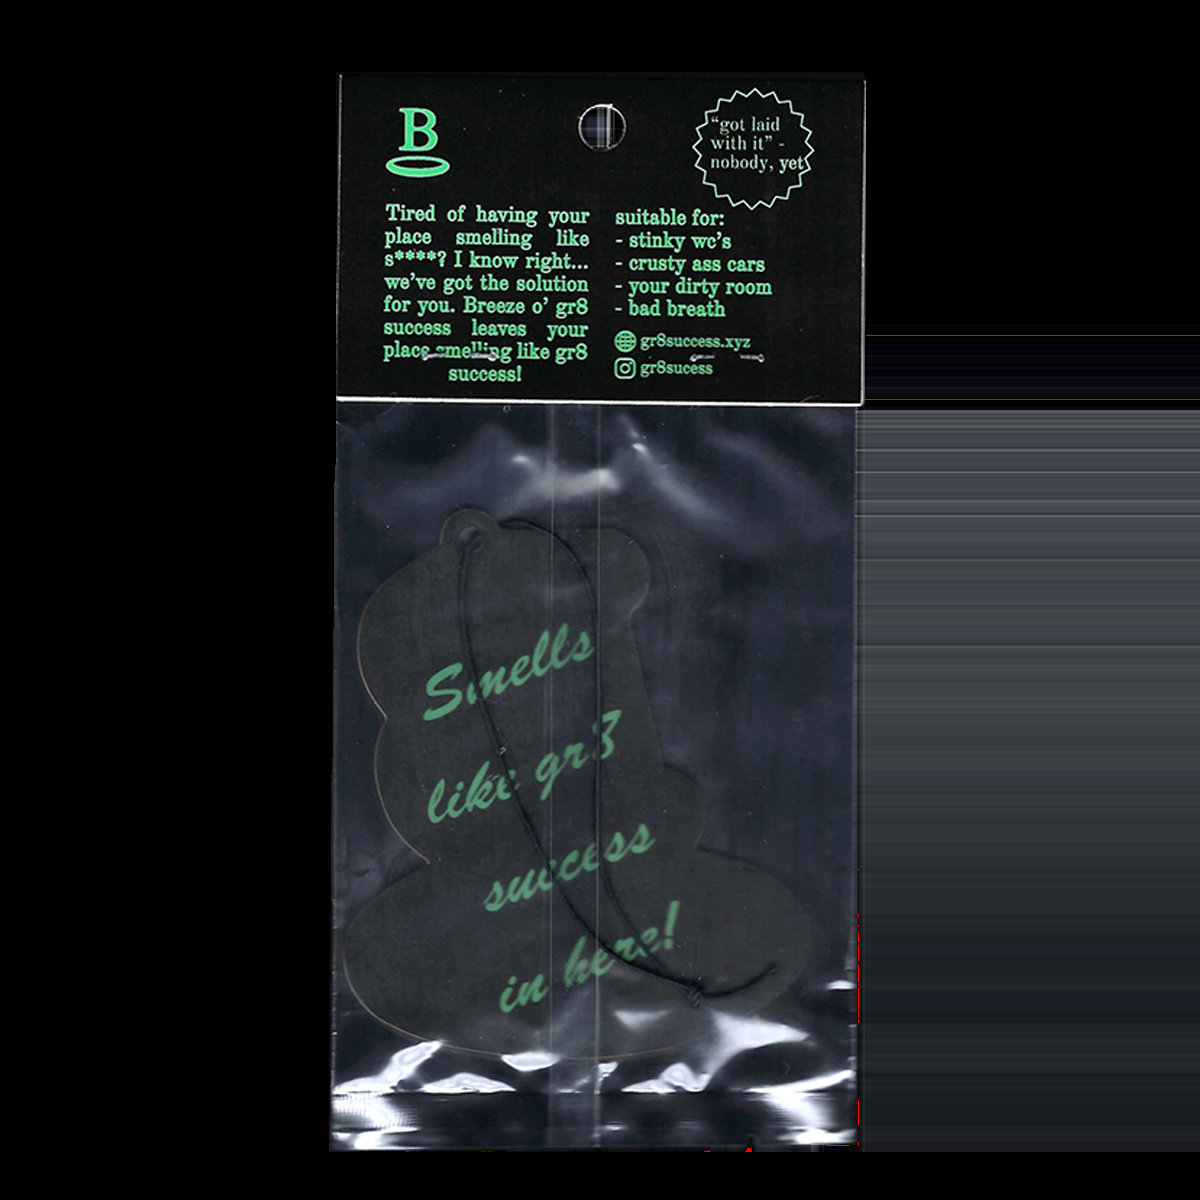 B
"got laid
with it" -
nobody, yet
Tired of having your
place smelling like
s****? I know right...
we've got the solution
for you. Breeze o' gr8
success leaves your
place smelling like gr8
success!
suitable for:
- stinky wc's
- crusty ass cars
- your dirty room
- bad breath
gr8success.xyz
gr8sucess
Smells
like gr8
success
in here!